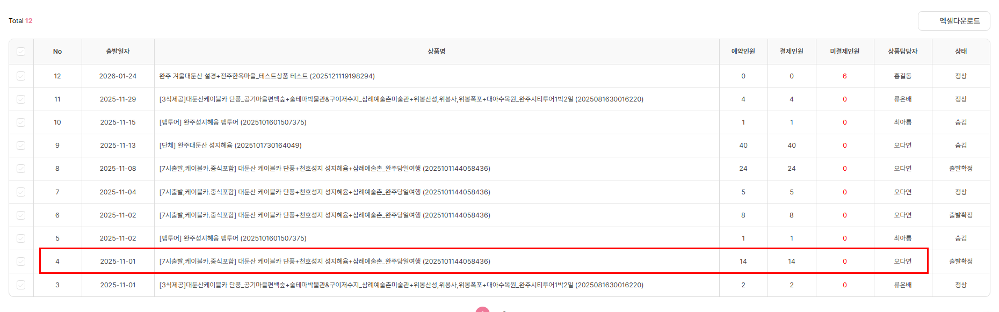 Total 12
엑셀다운로드
No 출발일자 상품명 예약인원 결제인원 미결제인원 상품담당자 상태
12 2026-01-24 완주 겨울대둔산 설경+전주한옥마을_테스트상품 테스트 (2025121119198294) 0 0 6 홍길동 정상
11 2025-11-29 [3식제공]대둔산케이블카 단풍_공기마을편백숲+술테마박물관&구이저수지_삼례예술촌미술관+위봉산성,위봉사,위봉폭포+대아수목원_완주시티투어1박2일 (2025081630016220) 4 4 0 류은배 정상
10 2025-11-15 [팸투어] 완주성지혜윰 팸투어 (2025101601507375) 1 1 0 최아름 숨김
9 2025-11-13 [단체] 완주대둔산 성지혜윰 (2025101730164049) 40 40 0 오다연 숨김
8 2025-11-08 [7시출발,케이블카.중식포함] 대둔산 케이블카 단풍+천호성지 성지혜윰+삼례예술촌_완주당일여행 (2025101144058436) 24 24 0 오다연 출발확정
7 2025-11-04 [7시출발,케이블카.중식포함] 대둔산 케이블카 단풍+천호성지 성지혜윰+삼례예술촌_완주당일여행 (2025101144058436) 5 5 0 오다연 정상
6 2025-11-02 [7시출발,케이블카.중식포함] 대둔산 케이블카 단풍+천호성지 성지혜윰+삼례예술촌_완주당일여행 (2025101144058436) 8 8 0 오다연 출발확정
5 2025-11-02 [팸투어] 완주성지혜윰 팸투어 (2025101601507375) 1 1 0 최아름 숨김
4 2025-11-01 [7시출발,케이블카.중식포함] 대둔산 케이블카 단풍+천호성지 성지혜윰+삼례예술촌_완주당일여행 (2025101144058436) 14 14 0 오다연 출발확정
3 2025-11-01 [3식제공]대둔산케이블카 단풍_공기마을편백숲+술테마박물관&구이저수지_삼례예술촌미술관+위봉산성,위봉사,위봉폭포+대아수목원_완주시티투어1박2일 (2025081630016220) 2 2 0 류은배 정상